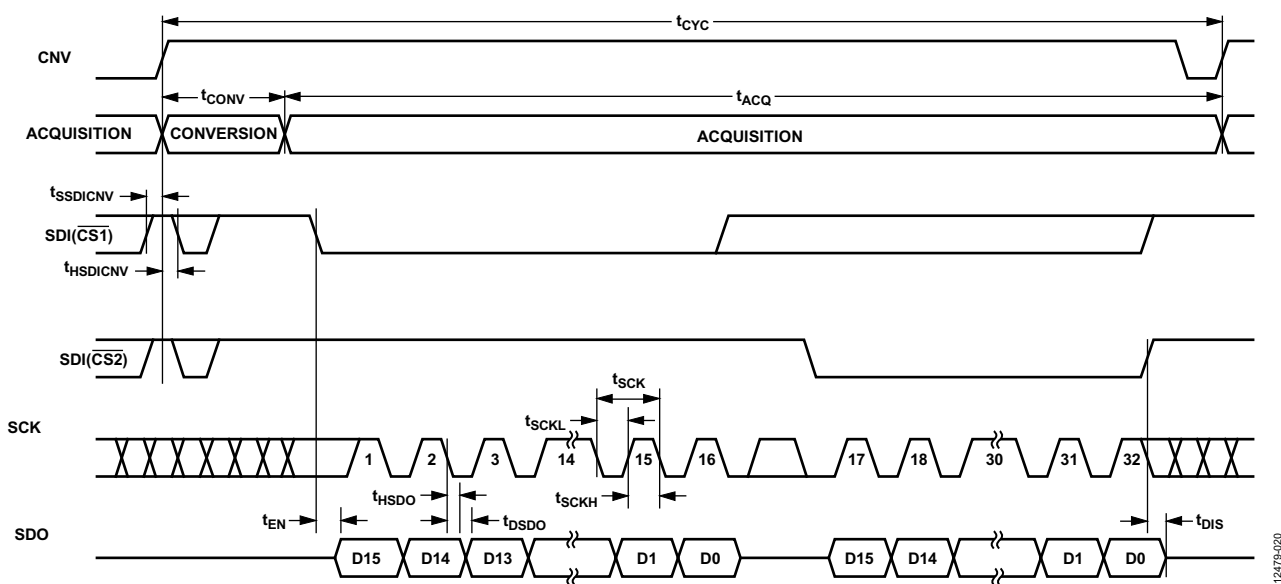 tCYC
CNV
tCONV
tACQ
ACQUISITION CONVERSION ACQUISITION
tSSDICNV
SDI(CS1)
tHSDICNV
SDI(CS2)
tSCK
SCK
tSCKL
1 2 3 14 15 16 17 18 30 31 32
tHSDO
tSCKH
tEN
tDSDO
tDIS
SDO
D15 D14 D13 D1 D0 D15 D14 D1 D0
12479-020